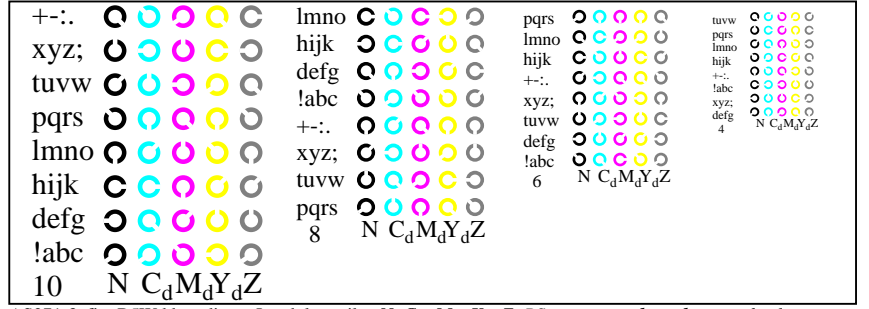 +-:.
xyz;
tuvw
pqrs
lmno
hijk
defg
!abc
10 N CdMdYdZ
lmno
hijk
defg
!abc
+-:.
xyz;
tuvw
pqrs
8 N CdMdYdZ
pqrs
lmno
hijk
+-:.
xyz;
tuvw
defg
!abc
6 N CdMdYdZ
tuvw
pqrs
lmno
hijk
+-:.
!abc
xyz;
defg
4 N CdMdYdZ